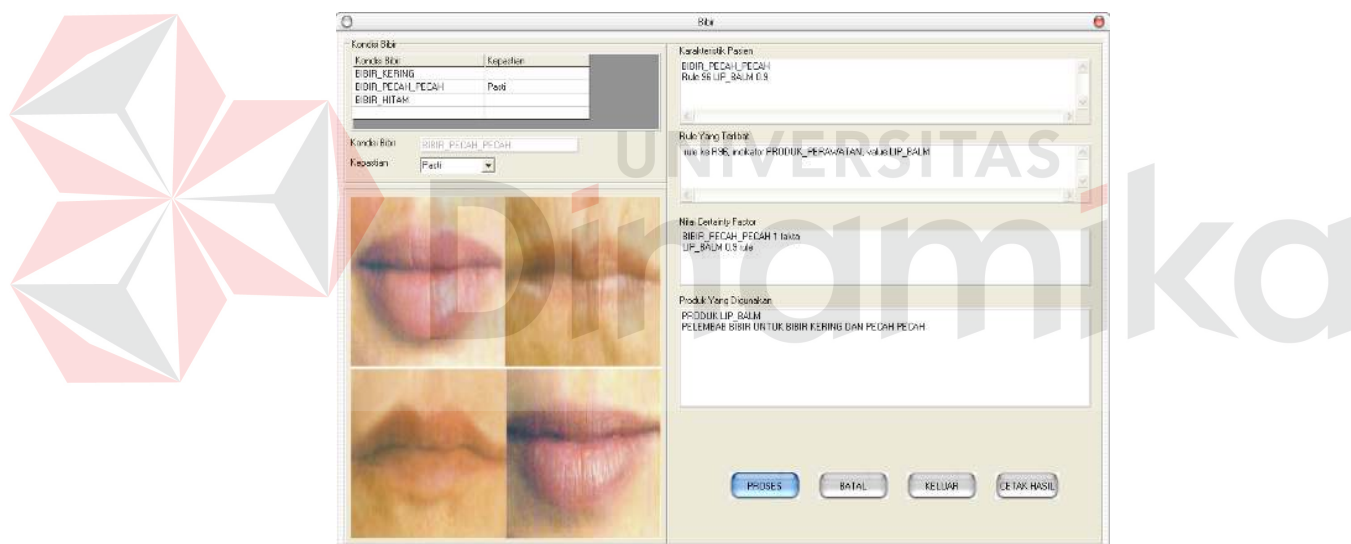 Bibir
Kondisi Bibir
Kondisi Bibir Kepastian
BIBIR_KERING
BIBIR_PECAH_PECAH Pasti
BIBIR_HITAM
Kondisi Bibir BIBIR_PECAH_PECAH
Kepastian Pasti
Karakteristik Pasien
BIBIR_PECAH_PECAH
Rule 96 LIP_BALM 0.9
Rule Yang Terlibat
rule ke R96, indikator PRODUK_PERAWATAN, value LIP_BALM
Nilai Certainty Factor
BIBIR_PECAH_PECAH 1 fakta
LIP_BALM 0.9 rule
Produk Yang Digunakan
PRODUK LIP_BALM
PELEMBAB BIBIR UNTUK BIBIR KERING DAN PECAH PECAH
PROSES BATAL KELUAR CETAK HASIL
UNIVERSITAS
Dinamika